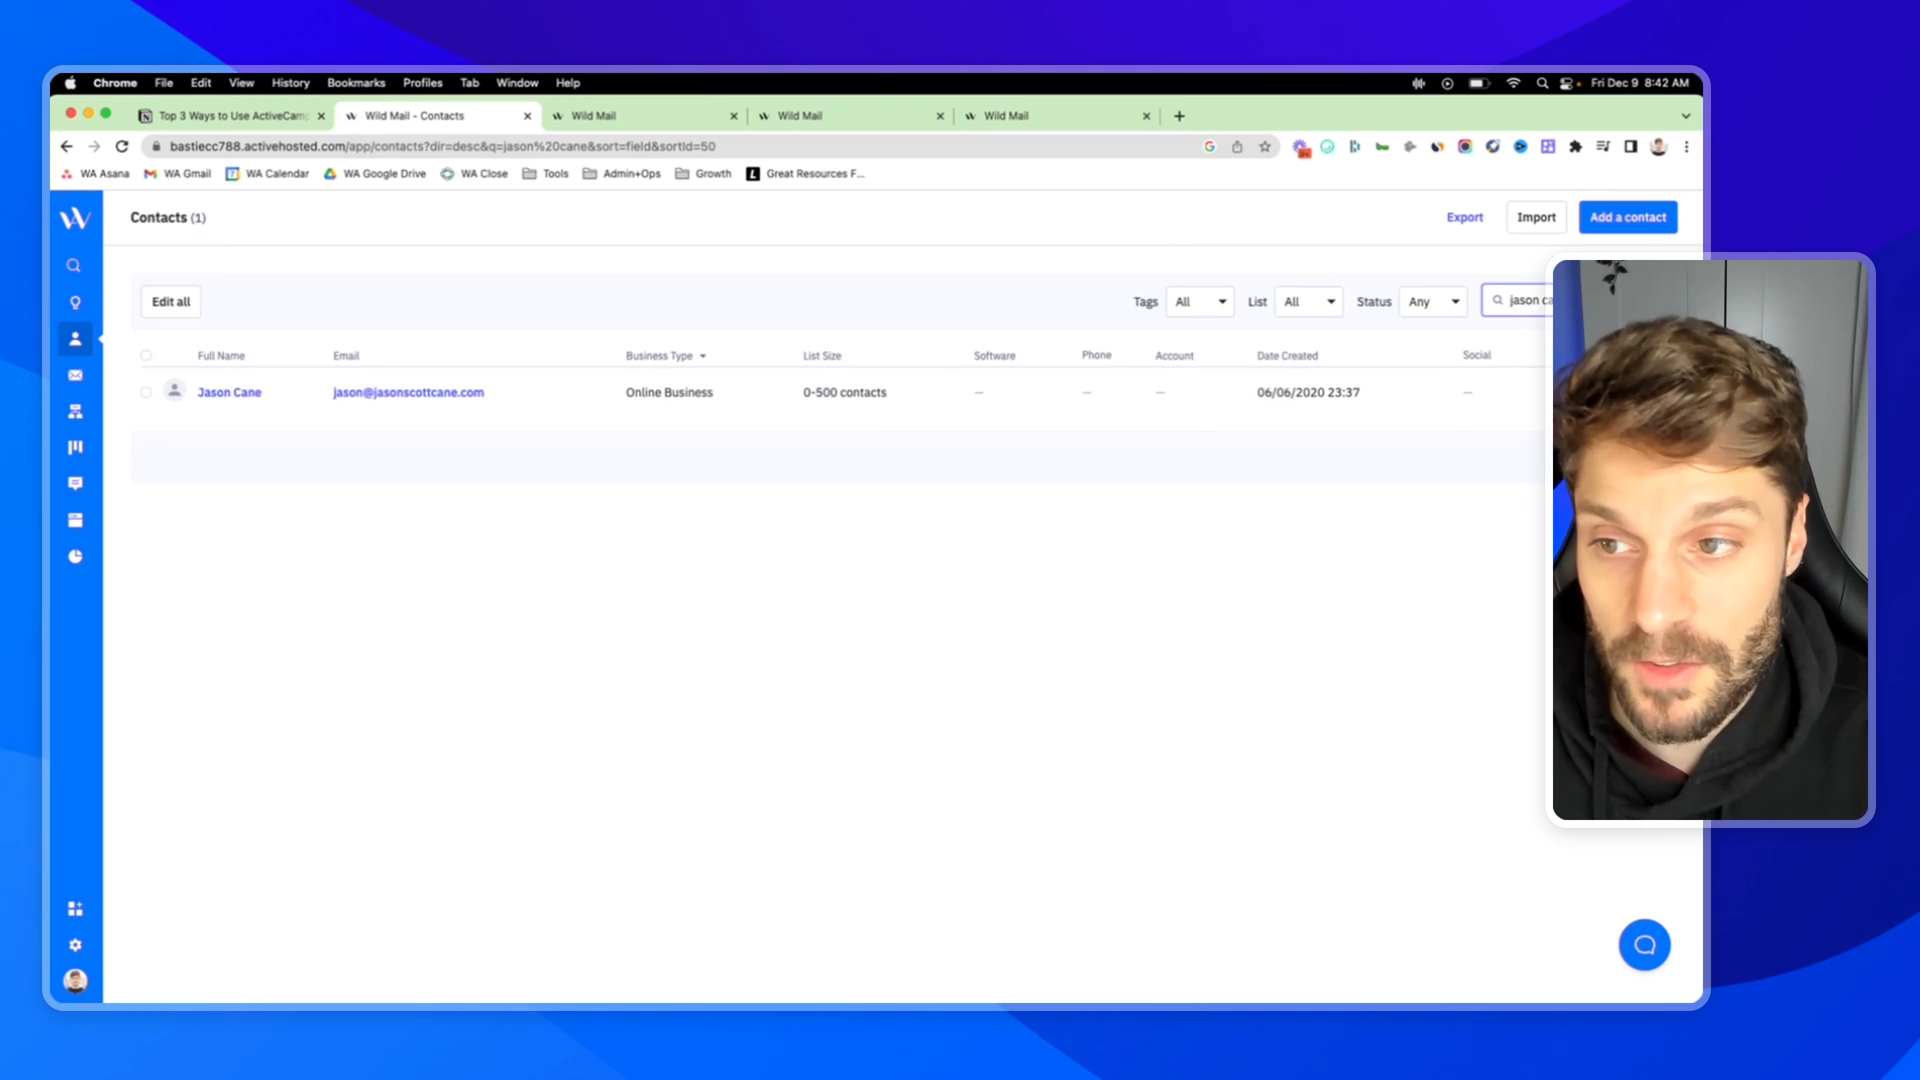 Chrome File Edit View History Bookmarks Profiles Tab Window Help Fri Dec 9 8:42 AM
Top 3 Ways to Use ActiveCam Wild Mail - Contacts Wild Mail Wild Mail Wild Mail
bastiecc788.activehosted.com/app/contacts?dir=desc&q=jason%20cane&sort=field&sortId=50
WA Asana WA Gmail WA Calendar WA Google Drive WA Close Tools Admin+Ops Growth Great Resources F...
Contacts (1) Export Import Add a contact
Edit all Tags All List All Status Any jason ca
Full Name Email Business Type List Size Software Phone Account Date Created Social
Jason Cane jason@jasonscottcane.com Online Business 0-500 contacts — — — 06/06/2020 23:37 —